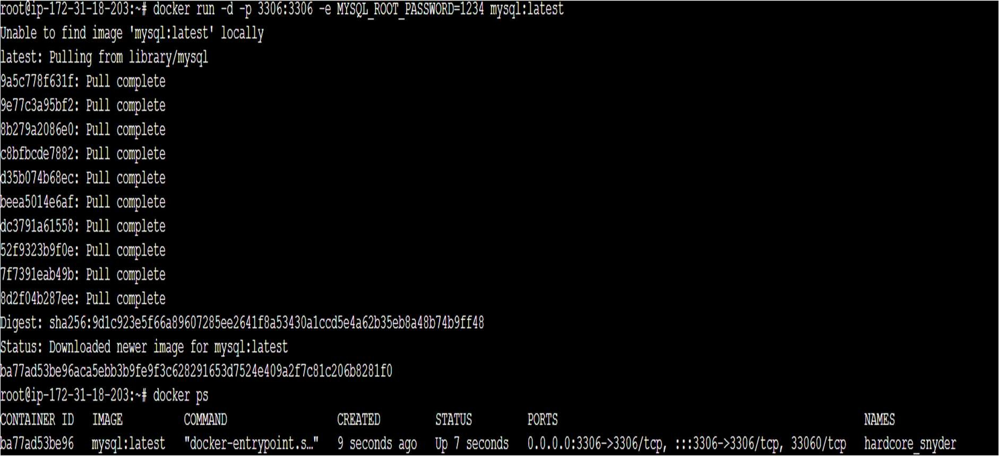 root@ip-172-31-18-203:~# docker run -d -p 3306:3306 -e MYSQL_ROOT_PASSWORD=1234 mysql:latest
Unable to find image 'mysql:latest' locally
latest: Pulling from library/mysql
9a5c778f631f: Pull complete
9e77c3a95bf2: Pull complete
8b279a2086e0: Pull complete
c8bfbcde7882: Pull complete
d35b074b68ec: Pull complete
beea5014e6af: Pull complete
dc3791a61558: Pull complete
52f9323b9f0e: Pull complete
7f7391eab49b: Pull complete
8d2f04b287ee: Pull complete
Digest: sha256:9d1c923e5f66a89607285ee2641f8a53430a1ccd5e4a62b35eb8a48b74b9ff48
Status: Downloaded newer image for mysql:latest
ba77ad53be96aca5ebb3b9fe9f3c628291653d7524e409a2f7c81c206b8281f0
root@ip-172-31-18-203:~# docker ps
CONTAINER ID IMAGE COMMAND CREATED STATUS PORTS NAMES
ba77ad53be96 mysql:latest "docker-entrypoint.s…" 9 seconds ago Up 7 seconds 0.0.0.0:3306->3306/tcp, :::3306->3306/tcp, 33060/tcp hardcore_snyder